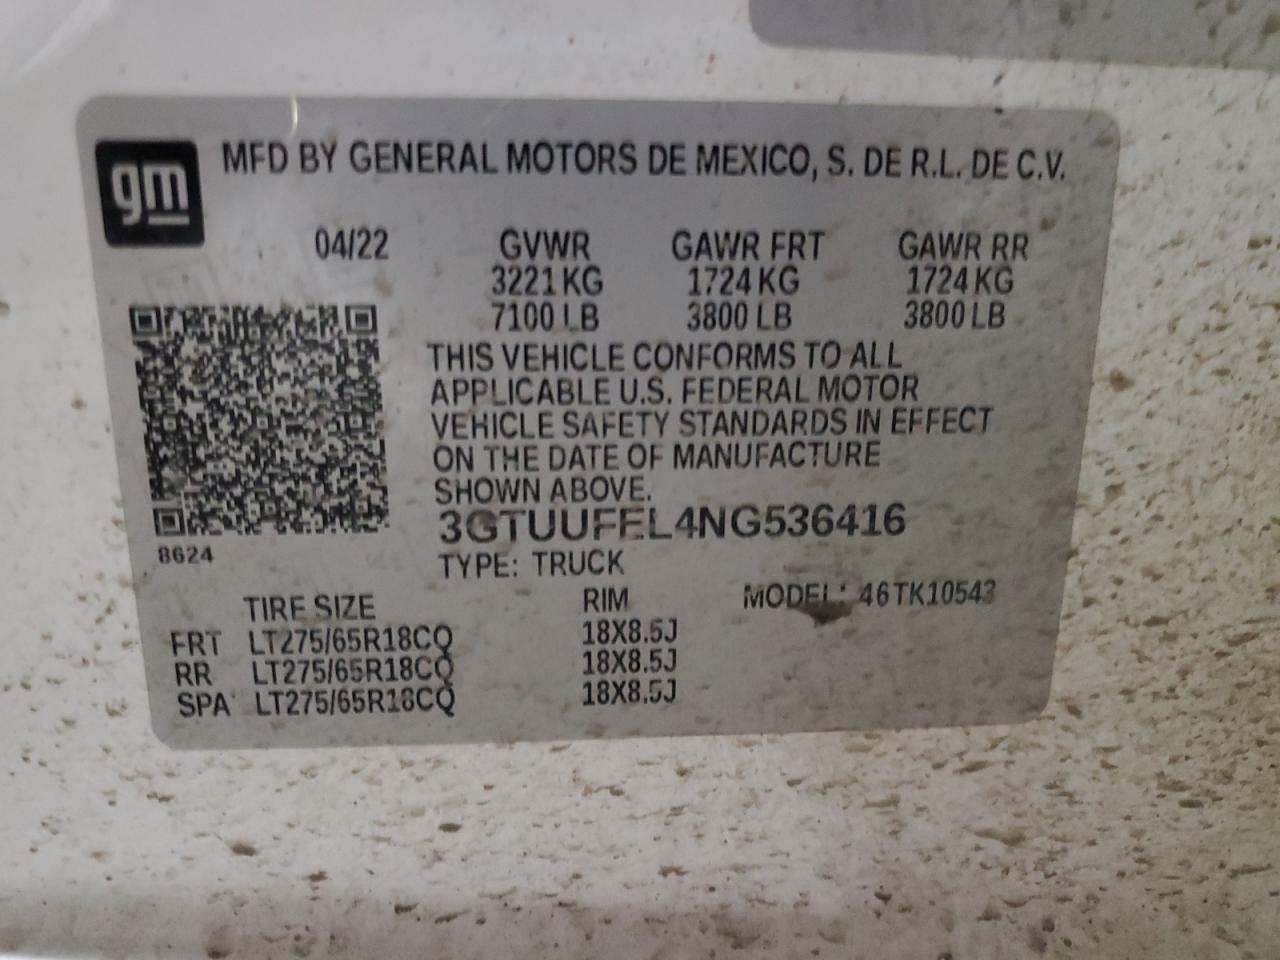 gm
MFD BY GENERAL MOTORS DE MEXICO, S. DE R.L. DE C.V.
04/22 GVWR GAWR FRT GAWR RR
3221 KG 1724 KG 1724 KG
7100 LB 3800 LB 3800 LB
THIS VEHICLE CONFORMS TO ALL
APPLICABLE U.S. FEDERAL MOTOR
VEHICLE SAFETY STANDARDS IN EFFECT
ON THE DATE OF MANUFACTURE
SHOWN ABOVE.
3GTUUFEL4NG536416
8624
TYPE: TRUCK
TIRE SIZE RIM MODEL: 46TK10543
FRT LT275/65R18CQ 18X8.5J
RR LT275/65R18CQ 18X8.5J
SPA LT275/65R18CQ 18X8.5J